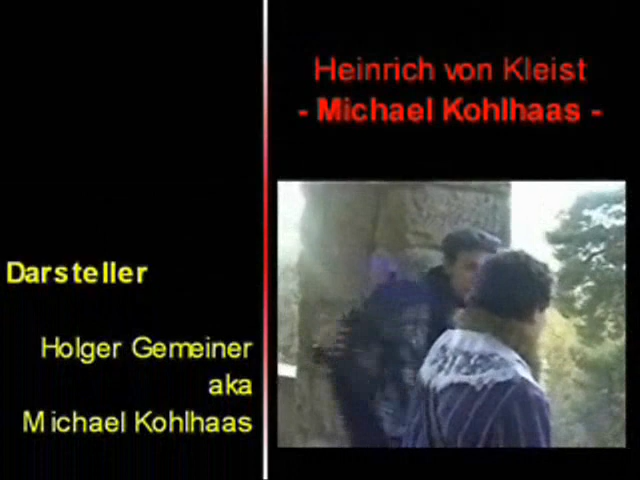 Heinrich von Kleist
- Michael Kohlhaas -
Darsteller
Holger Gemeiner
aka
Michael Kohlhaas